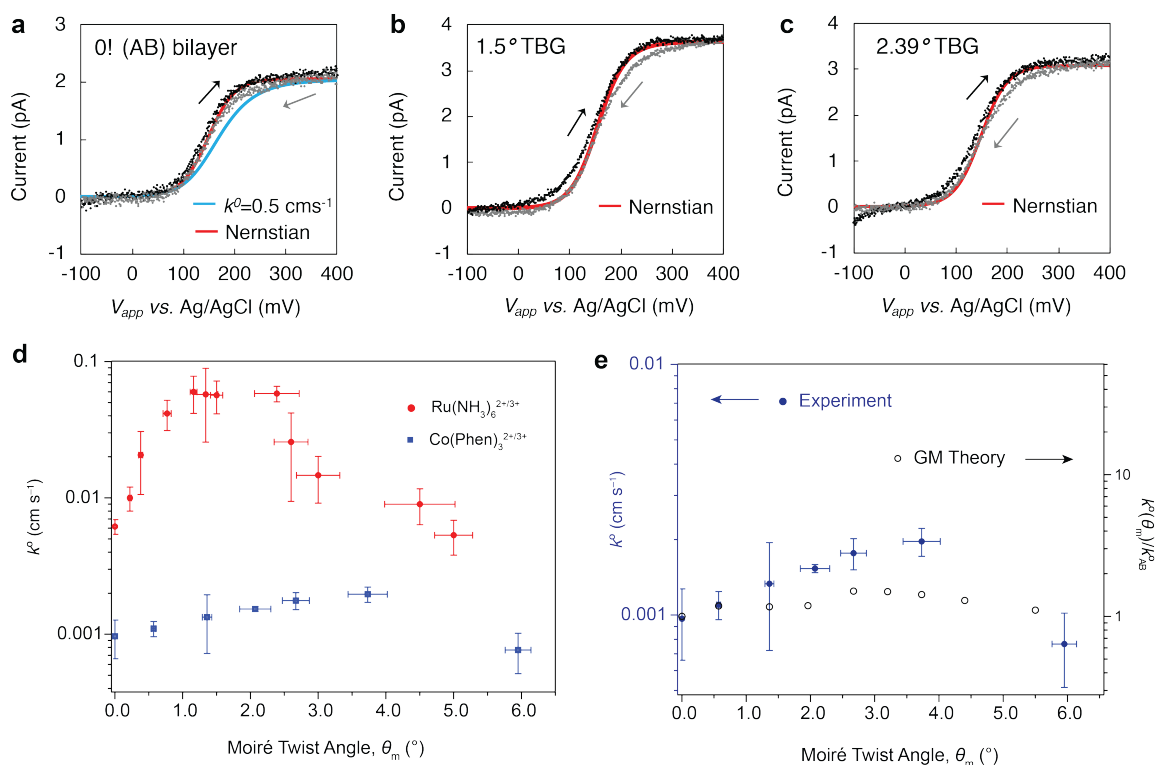 a
0! (AB) bilayer
3
2
1
0
-1
Current (pA)
k⁰=0.5 cms⁻¹
Nernstian
-100 0 100 200 300 400
V_app vs. Ag/AgCl (mV)
b
1.5° TBG
4
3
2
1
0
-1
Current (pA)
Nernstian
-100 0 100 200 300 400
V_app vs. Ag/AgCl (mV)
c
2.39° TBG
4
3
2
1
0
-1
Current (pA)
Nernstian
-100 0 100 200 300 400
V_app vs. Ag/AgCl (mV)
d
0.1
0.01
0.001
k⁰ (cm s⁻¹)
Ru(NH₃)₆²⁺/³⁺
Co(Phen)₃²⁺/³⁺
0.0 1.0 2.0 3.0 4.0 5.0 6.0
Moiré Twist Angle, θₘ (°)
e
0.01
0.001
k⁰ (cm s⁻¹)
Experiment
GM Theory
10
1
k⁰(θₘ)/k⁰_AB
0.0 1.0 2.0 3.0 4.0 5.0 6.0
Moiré Twist Angle, θₘ (°)